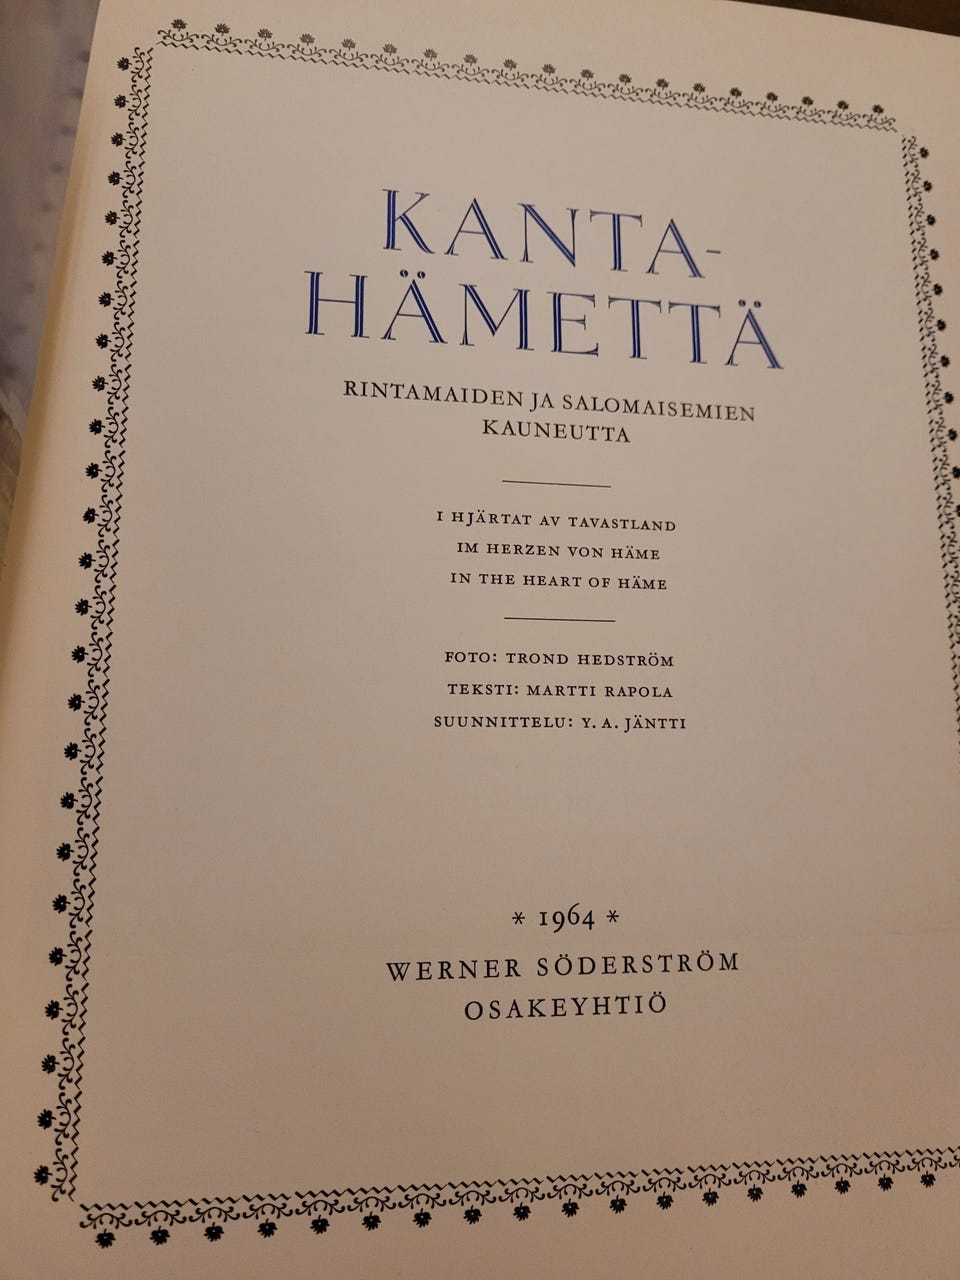 KANTA-
HÄMETTÄ
RINTAMAIDEN JA SALOMAISEMIEN
KAUNEUTTA
I HJÄRTAT AV TAVASTLAND
IM HERZEN VON HÄME
IN THE HEART OF HÄME
FOTO: TROND HEDSTRÖM
TEKSTI: MARTTI RAPOLA
SUUNNITTELU: Y. A. JÄNTTI
* 1964 *
WERNER SÖDERSTRÖM
OSAKEYHTIÖ